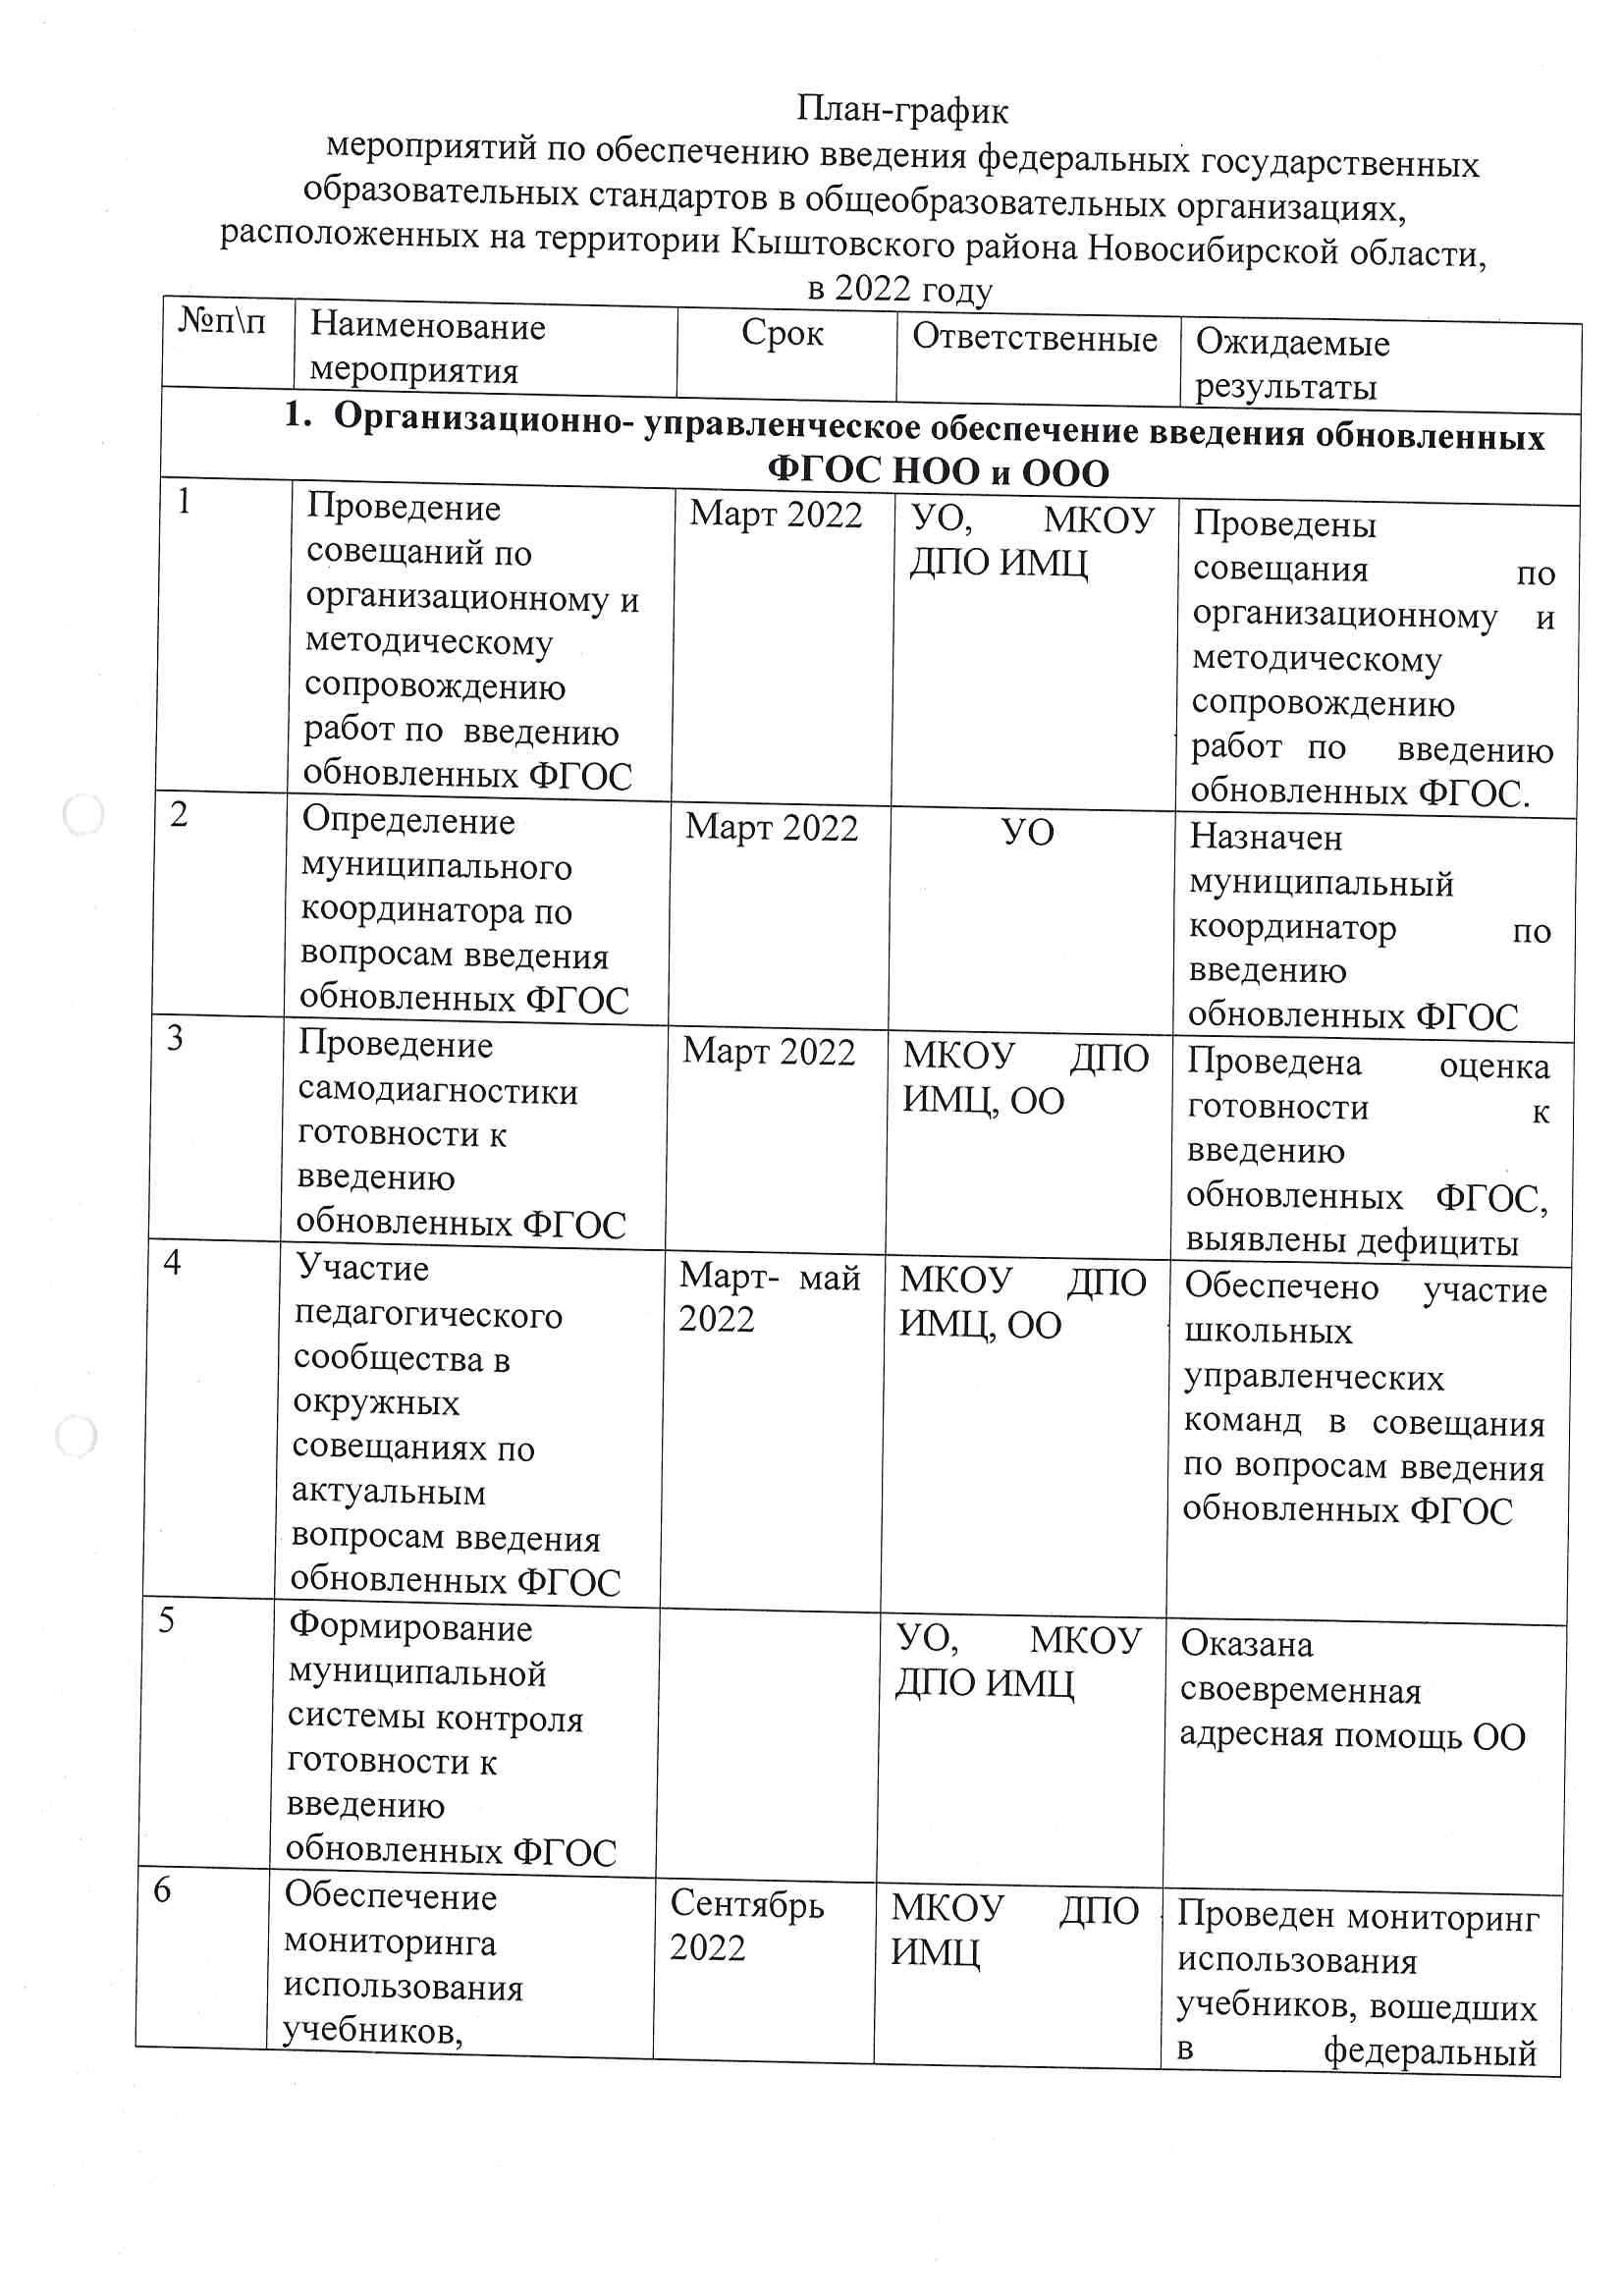 План-график
мероприятий по обеспечению введения федеральных государственных
образовательных стандартов в общеобразовательных организациях,
расположенных на территории Кыштовского района Новосибирской области,
в 2022 году
№п\п
Наименование
мероприятия
Срок
Ответственные
Ожидаемые
результаты
1. Организационно- управленческое обеспечение введения обновленных
ФГОС НОО и ООО
1
Проведение
совещаний по
организационному и
методическому
сопровождению
работ по введению
обновленных ФГОС
Март 2022
УО, МКОУ
ДПО ИМЦ
Проведены
совещания по
организационному и
методическому
сопровождению
работ по введению
обновленных ФГОС.
2
Определение
муниципального
координатора по
вопросам введения
обновленных ФГОС
Март 2022
УО
Назначен
муниципальный
координатор по
введению
обновленных ФГОС
3
Проведение
самодиагностики
готовности к
введению
обновленных ФГОС
Март 2022
МКОУ ДПО
ИМЦ, ОО
Проведена оценка
готовности к
введению
обновленных ФГОС,
выявлены дефициты
4
Участие
педагогического
сообщества в
окружных
совещаниях по
актуальным
вопросам введения
обновленных ФГОС
Март- май
2022
МКОУ ДПО
ИМЦ, ОО
Обеспечено участие
школьных
управленческих
команд в совещания
по вопросам введения
обновленных ФГОС
5
Формирование
муниципальной
системы контроля
готовности к
введению
обновленных ФГОС
УО, МКОУ
ДПО ИМЦ
Оказана
своевременная
адресная помощь ОО
6
Обеспечение
мониторинга
использования
учебников,
Сентябрь
2022
МКОУ ДПО
ИМЦ
Проведен мониторинг
использования
учебников, вошедших
в федеральный